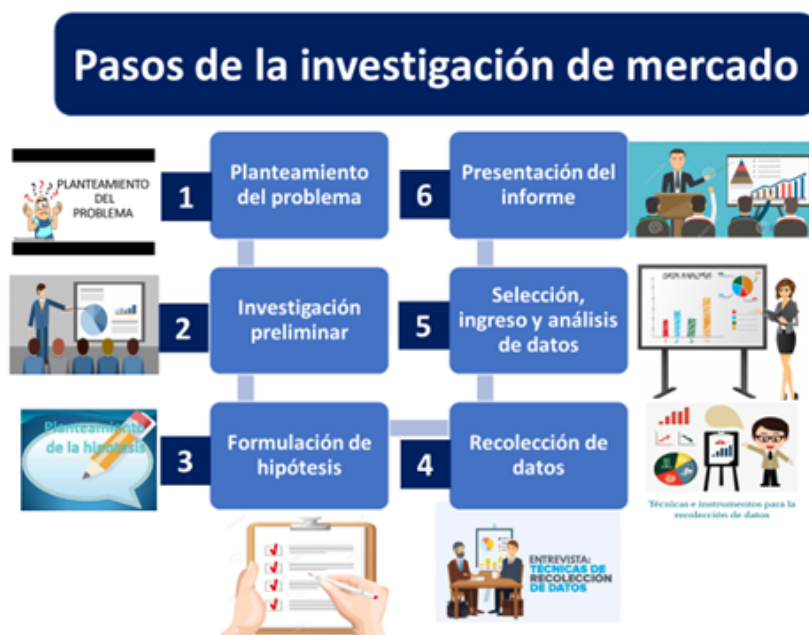 Pasos de la investigación de mercado
PLANTEAMIENTO
DEL
PROBLEMA
1
Planteamiento
del problema
2
Investigación
preliminar
Planteamiento
de la hipótesis
3
Formulación de
hipótesis
4
Recolección de
datos
Técnicas e instrumentos para la
recolección de datos
ENTREVISTA:
TÉCNICAS DE
RECOLECCIÓN
DE DATOS
5
Selección,
ingreso y análisis
de datos
DATA ANALYSIS
6
Presentación del
informe